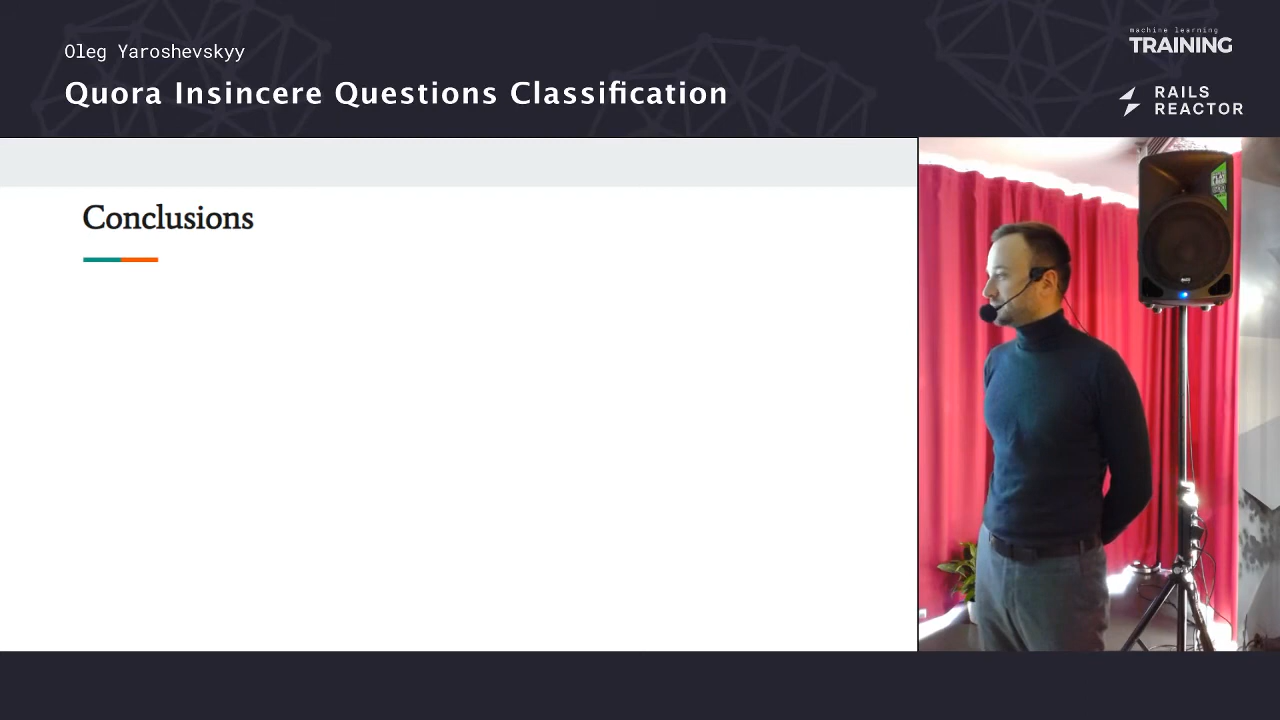 Oleg Yaroshevskyy
Quora Insincere Questions Classification
machine learning
TRAINING
RAILS
REACTOR
Conclusions